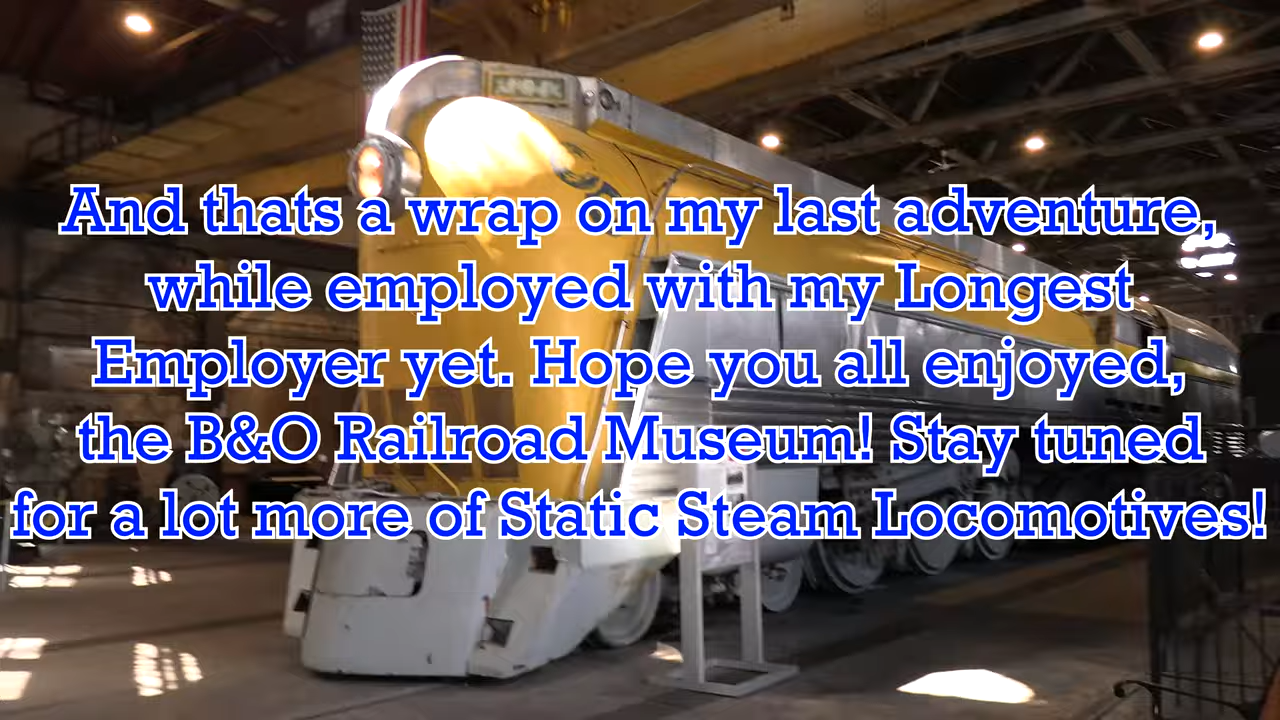 And thats a wrap on my last adventure,
while employed with my Longest
Employer yet. Hope you all enjoyed,
the B&O Railroad Museum! Stay tuned
for a lot more of Static Steam Locomotives!